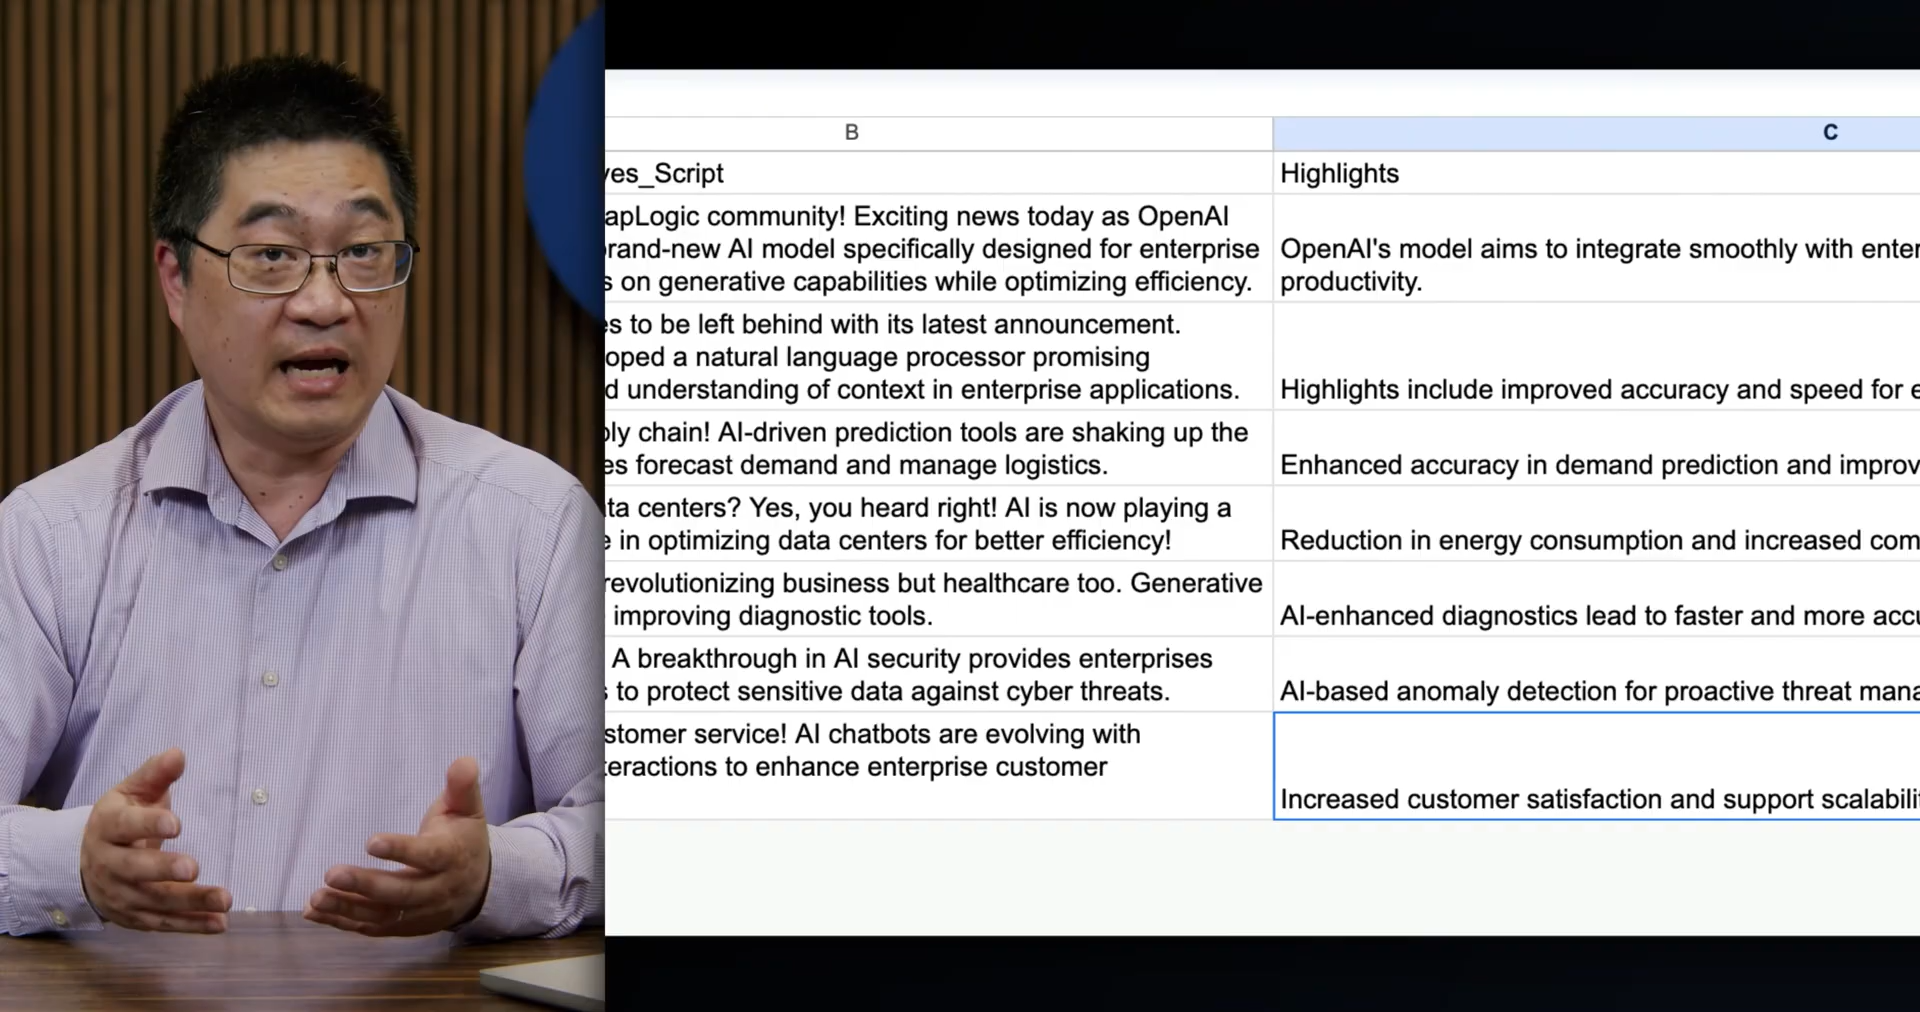 B
C
yes_Script
Highlights
apLogic community! Exciting news today as OpenAI
brand-new AI model specifically designed for enterprise
s on generative capabilities while optimizing efficiency.
OpenAI's model aims to integrate smoothly with enter
productivity.
es to be left behind with its latest announcement.
oped a natural language processor promising
d understanding of context in enterprise applications.
Highlights include improved accuracy and speed for e
ply chain! AI-driven prediction tools are shaking up the
es forecast demand and manage logistics.
Enhanced accuracy in demand prediction and improv
ta centers? Yes, you heard right! AI is now playing a
e in optimizing data centers for better efficiency!
Reduction in energy consumption and increased com
revolutionizing business but healthcare too. Generative
improving diagnostic tools.
AI-enhanced diagnostics lead to faster and more accu
A breakthrough in AI security provides enterprises
s to protect sensitive data against cyber threats.
AI-based anomaly detection for proactive threat mana
stomer service! AI chatbots are evolving with
teractions to enhance enterprise customer
Increased customer satisfaction and support scalabilit